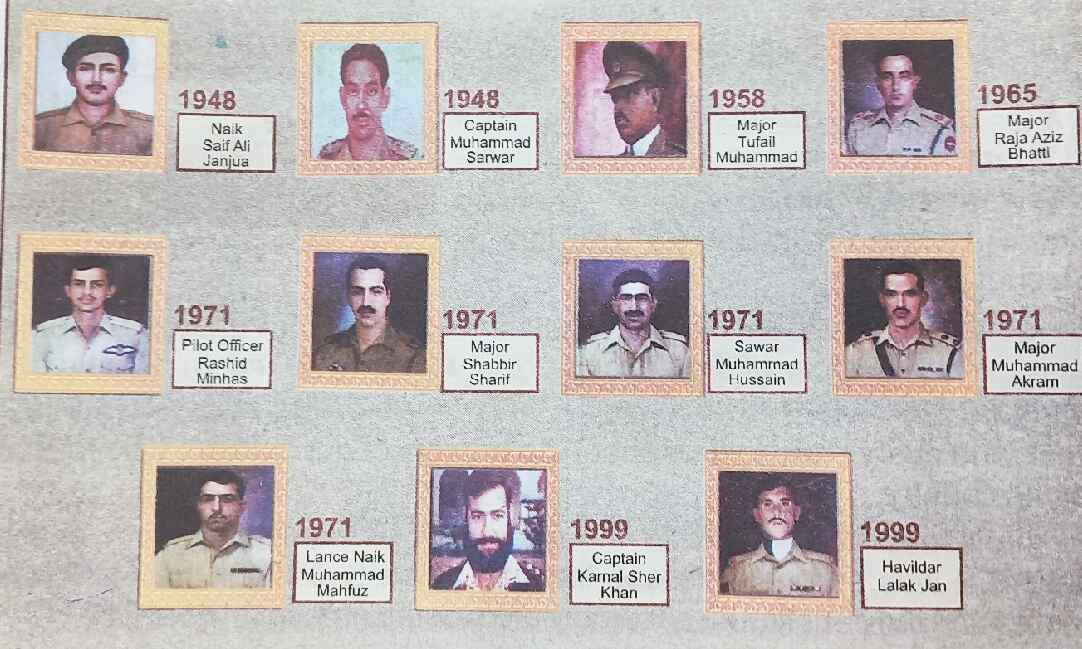 1948
Naik
Saif Ali
Janjua
1948
Captain
Muhammad
Sarwar
1958
Major
Tufail
Muhammad
1965
Major
Raja Aziz
Bhatti
1971
Pilot Officer
Rashid
Minhas
1971
Major
Shabbir
Sharif
1971
Sawar
Muhammad
Hussain
1971
Major
Muhammad
Akram
1971
Lance Naik
Muhammad
Mahfuz
1999
Captain
Karnal Sher
Khan
1999
Havildar
Lalak Jan